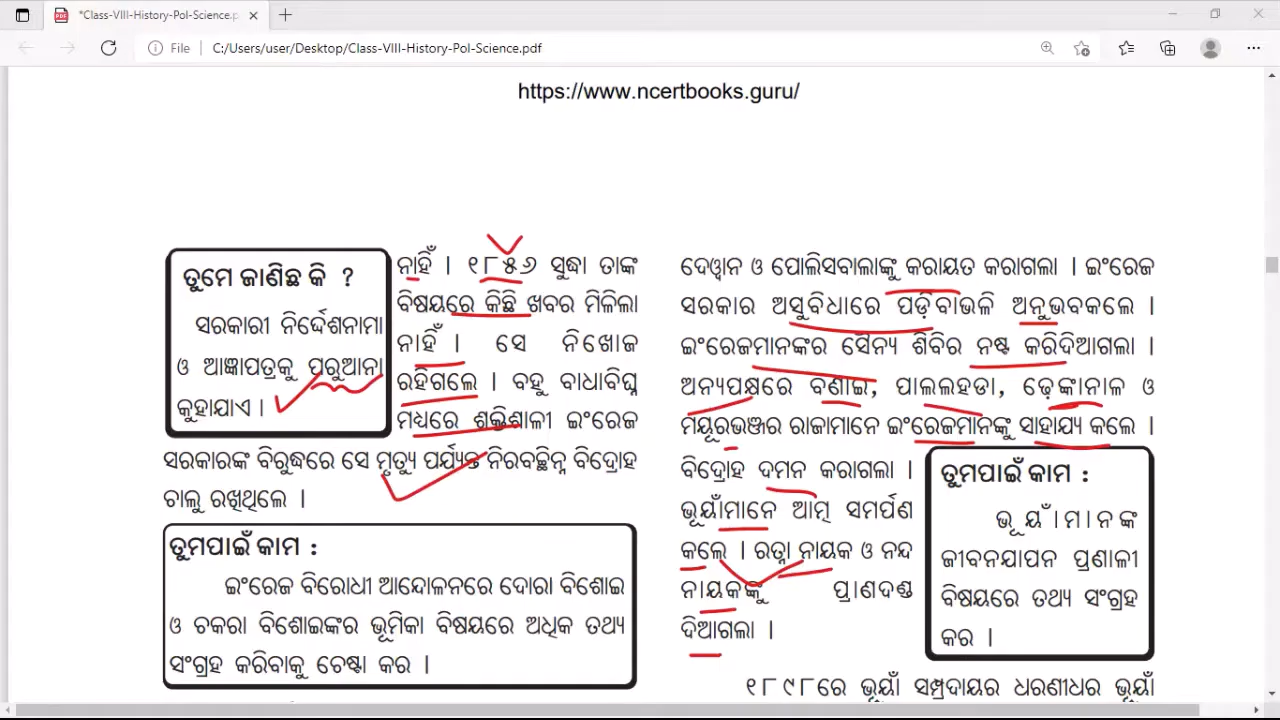 *Class-VIII-History-Pol-Science.p
File C:/Users/user/Desktop/Class-VIII-History-Pol-Science.pdf
https://www.ncertbooks.guru/
ତୁମେ ଜାଣିଛ କି ?
ସରକାରୀ ନିର୍ଦ୍ଦେଶନାମା
ଓ ଆଜ୍ଞାପତ୍ରକୁ ପରୁଆନା
କୁହାଯାଏ ।
ନାହିଁ । ୧୮୫୬ ସୁଦ୍ଧା ତାଙ୍କ
ବିଷୟରେ କିଛି ଖବର ମିଳିଲା
ନାହିଁ । ସେ ନିଖୋଜ
ରହିଗଲେ । ବହୁ ବାଧାବିଘ୍ନ
ମଧ୍ୟରେ ଶକ୍ତିଶାଳୀ ଇଂରେଜ
ସରକାରଙ୍କ ବିରୁଦ୍ଧରେ ସେ ମୃତ୍ୟୁ ପର୍ଯ୍ୟନ୍ତ ନିରବଚ୍ଛିନ୍ନ ବିଦ୍ରୋହ
ଚାଲୁ ରଖିଥିଲେ ।
ତୁମପାଇଁ କାମ :
ଇଂରେଜ ବିରୋଧୀ ଆନ୍ଦୋଳନରେ ଦୋରା ବିଶୋଇ
ଓ ଚକରା ବିଶୋଇଙ୍କର ଭୂମିକା ବିଷୟରେ ଅଧିକ ତଥ୍ୟ
ସଂଗ୍ରହ କରିବାକୁ ଚେଷ୍ଟା କର ।
ଦେୱାନ ଓ ପୋଲିସବାଲାଙ୍କୁ କରାୟତ କରାଗଲା । ଇଂରେଜ
ସରକାର ଅସୁବିଧାରେ ପଡ଼ିବାଭଳି ଅନୁଭବକଲେ ।
ଇଂରେଜମାନଙ୍କର ସୈନ୍ୟ ଶିବିର ନଷ୍ଟ କରିଦିଆଗଲା ।
ଅନ୍ୟପକ୍ଷରେ ବଣାଇ, ପାଲଲହଡା, ଢ଼େଙ୍କାନାଳ ଓ
ମୟୂରଭଞ୍ଜର ରାଜାମାନେ ଇଂରେଜମାନଙ୍କୁ ସାହାଯ୍ୟ କଲେ ।
ବିଦ୍ରୋହ ଦମନ କରାଗଲା ।
ଭୂୟାଁମାନେ ଆତ୍ମ ସମର୍ପଣ
କଲେ । ରତ୍ନା ନାୟକ ଓ ନନ୍ଦ
ନାୟକଙ୍କୁ ପ୍ରାଣଦଣ୍ଡ
ଦିଆଗଲା ।
ତୁମପାଇଁ କାମ :
ଭୂୟାଁମାନଙ୍କ
ଜୀବନଯାପନ ପ୍ରଣାଳୀ
ବିଷୟରେ ତଥ୍ୟ ସଂଗ୍ରହ
କର ।
୧୮୯୮ରେ ଭୂୟାଁ ସମ୍ପ୍ରଦାୟର ଧରଣୀଧର ଭୂୟାଁ